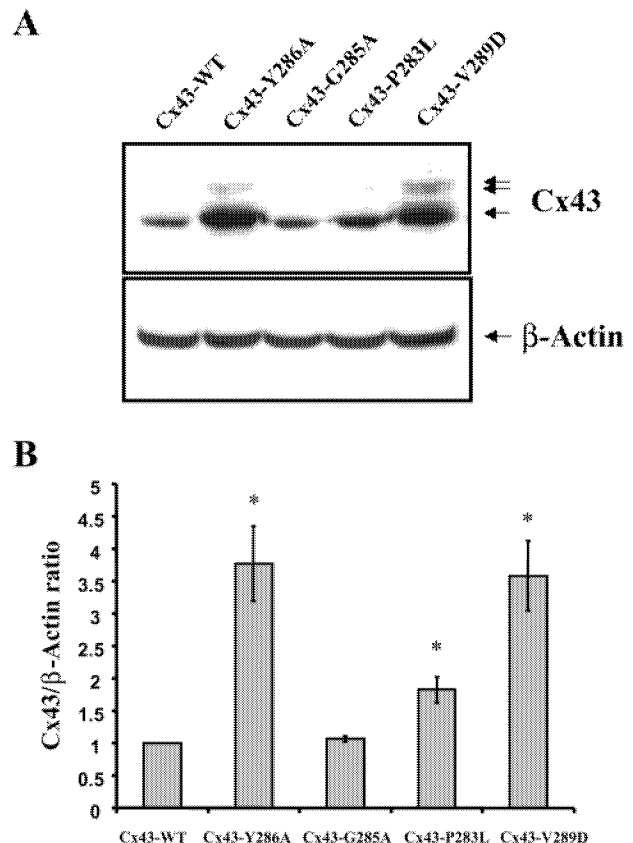 A
Cx43-WT
Cx43-Y286A
Cx43-G285A
Cx43-P283L
Cx43-V289D
Cx43
β-Actin
B
Cx43/β-Actin ratio
5
4.5
4
3.5
3
2.5
2
1.5
1
0.5
0
*
*
*
Cx43-WT Cx43-Y286A Cx43-G285A Cx43-P283L Cx43-V289D